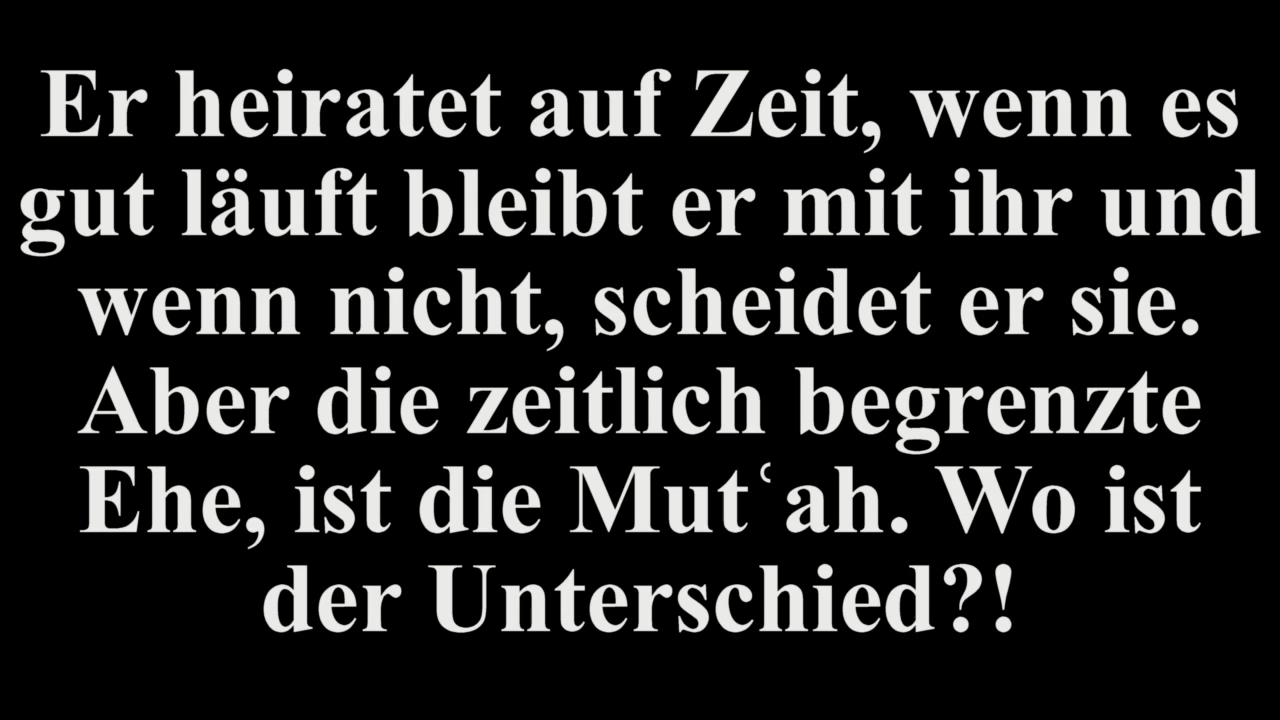 Er heiratet auf Zeit, wenn es
gut läuft bleibt er mit ihr und
wenn nicht, scheidet er sie.
Aber die zeitlich begrenzte
Ehe, ist die Mutʿah. Wo ist
der Unterschied?!